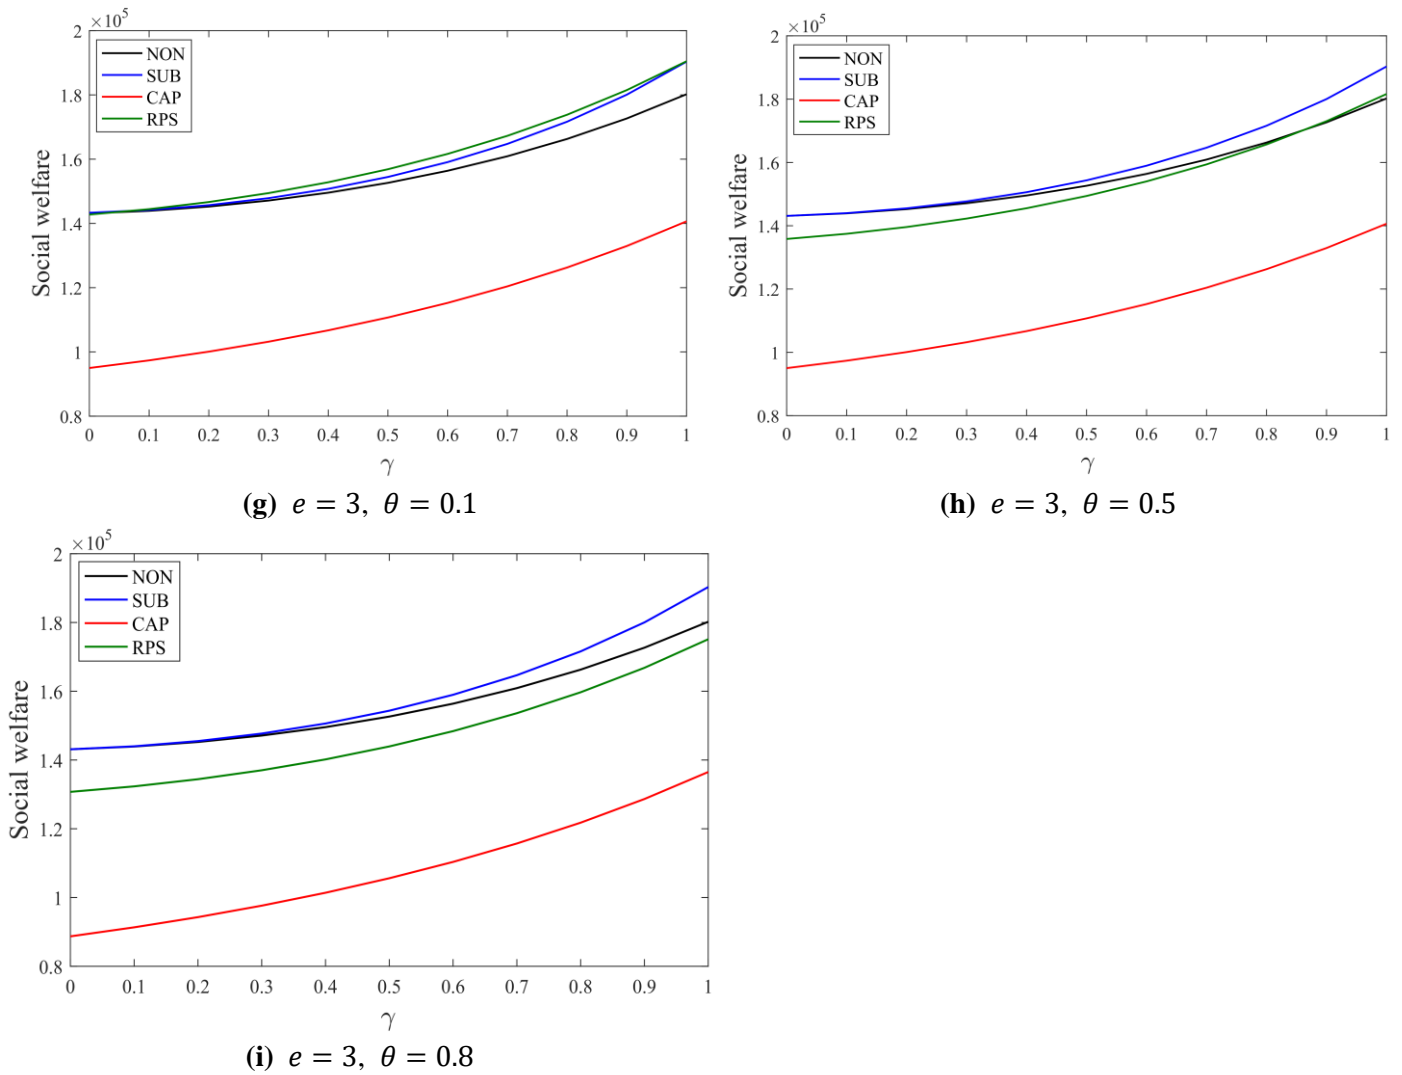 ×10⁵
2
1.8
1.6
1.4
1.2
1
0.8
Social welfare
NON
SUB
CAP
RPS
0 0.1 0.2 0.3 0.4 0.5 0.6 0.7 0.8 0.9 1
γ
(g) e = 3, θ = 0.1
×10⁵
2
1.8
1.6
1.4
1.2
1
0.8
Social welfare
NON
SUB
CAP
RPS
0 0.1 0.2 0.3 0.4 0.5 0.6 0.7 0.8 0.9 1
γ
(h) e = 3, θ = 0.5
×10⁵
2
1.8
1.6
1.4
1.2
1
0.8
Social welfare
NON
SUB
CAP
RPS
0 0.1 0.2 0.3 0.4 0.5 0.6 0.7 0.8 0.9 1
γ
(i) e = 3, θ = 0.8